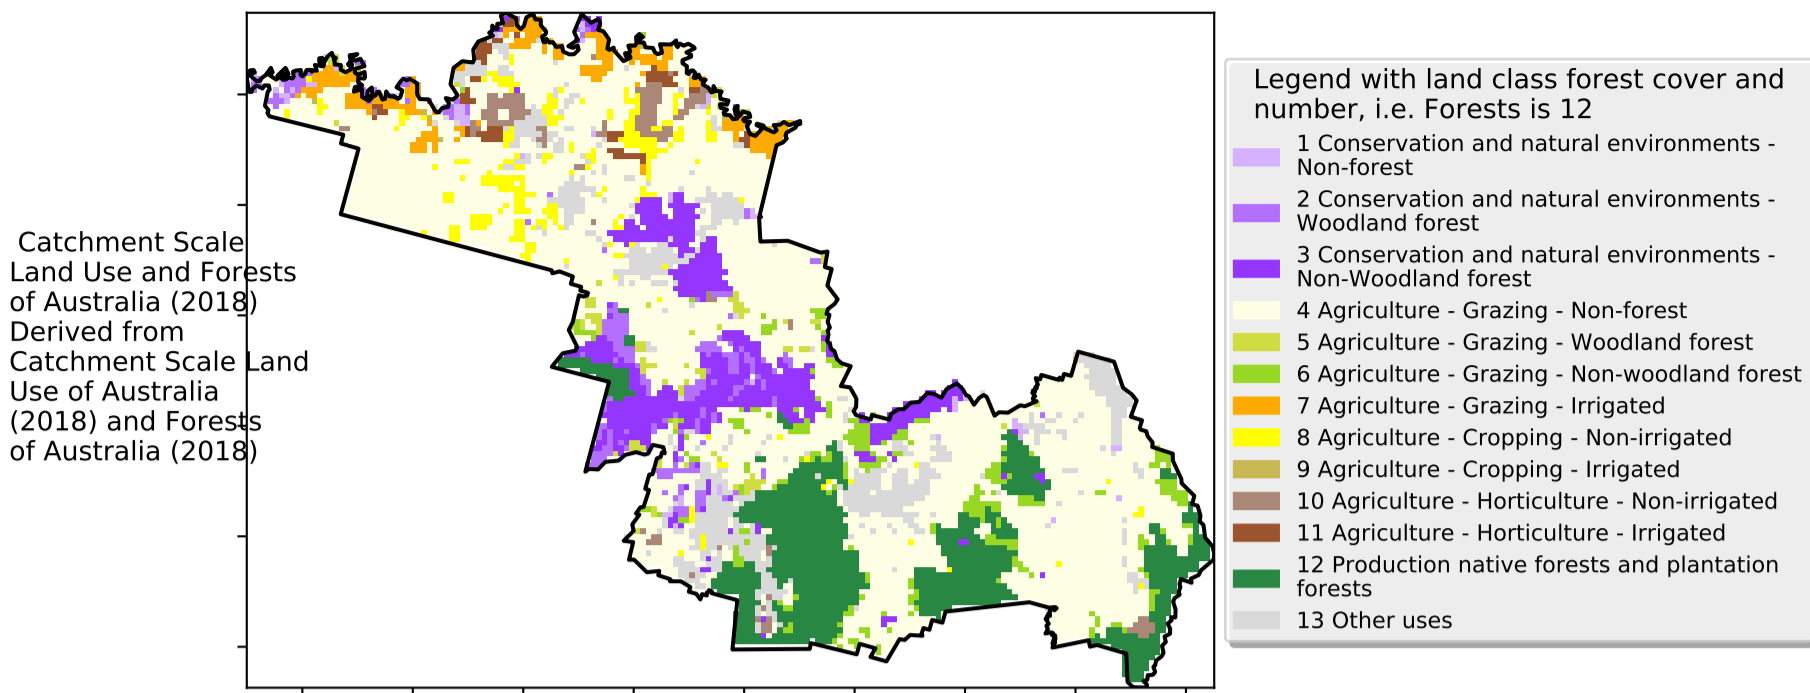 Catchment Scale
Land Use and Forests
of Australia (2018)
Derived from
Catchment Scale Land
Use of Australia
(2018) and Forests
of Australia (2018)
Legend with land class forest cover and
number, i.e. Forests is 12
1 Conservation and natural environments -
Non-forest
2 Conservation and natural environments -
Woodland forest
3 Conservation and natural environments -
Non-Woodland forest
4 Agriculture - Grazing - Non-forest
5 Agriculture - Grazing - Woodland forest
6 Agriculture - Grazing - Non-woodland forest
7 Agriculture - Grazing - Irrigated
8 Agriculture - Cropping - Non-irrigated
9 Agriculture - Cropping - Irrigated
10 Agriculture - Horticulture - Non-irrigated
11 Agriculture - Horticulture - Irrigated
12 Production native forests and plantation
forests
13 Other uses